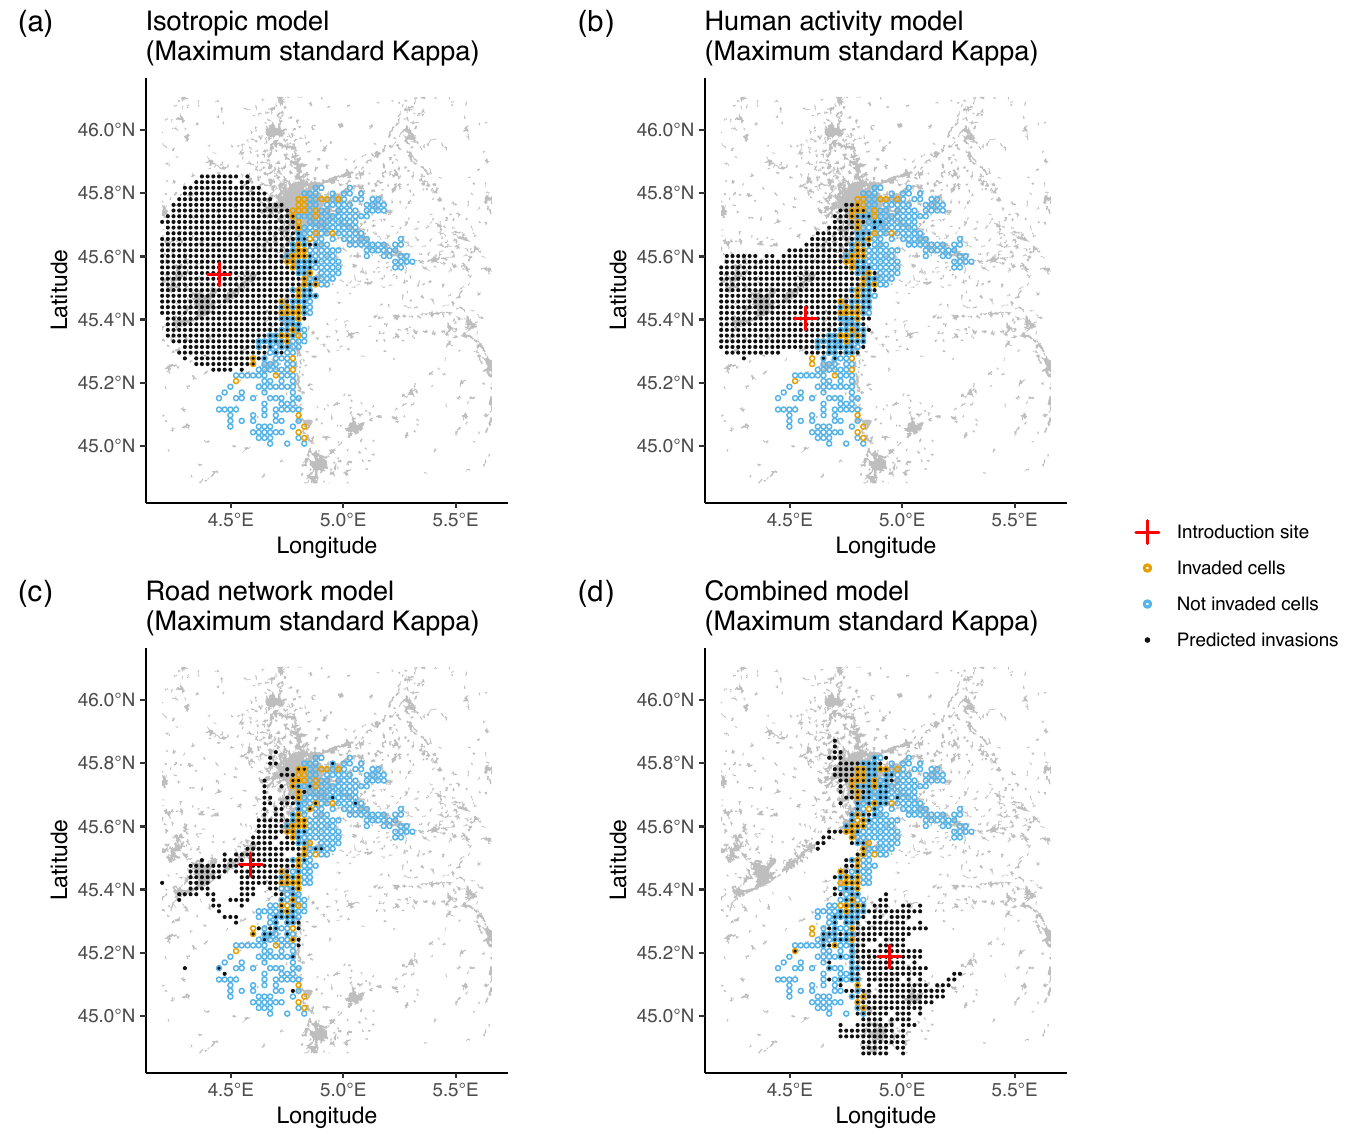 (a)
Isotropic model
(Maximum standard Kappa)
46.0°N
45.8°N
45.6°N
45.4°N
45.2°N
45.0°N
Latitude
4.5°E 5.0°E 5.5°E
Longitude
(b)
Human activity model
(Maximum standard Kappa)
46.0°N
45.8°N
45.6°N
45.4°N
45.2°N
45.0°N
Latitude
4.5°E 5.0°E 5.5°E
Longitude
(c)
Road network model
(Maximum standard Kappa)
46.0°N
45.8°N
45.6°N
45.4°N
45.2°N
45.0°N
Latitude
4.5°E 5.0°E 5.5°E
Longitude
(d)
Combined model
(Maximum standard Kappa)
46.0°N
45.8°N
45.6°N
45.4°N
45.2°N
45.0°N
Latitude
4.5°E 5.0°E 5.5°E
Longitude
Introduction site
Invaded cells
Not invaded cells
Predicted invasions